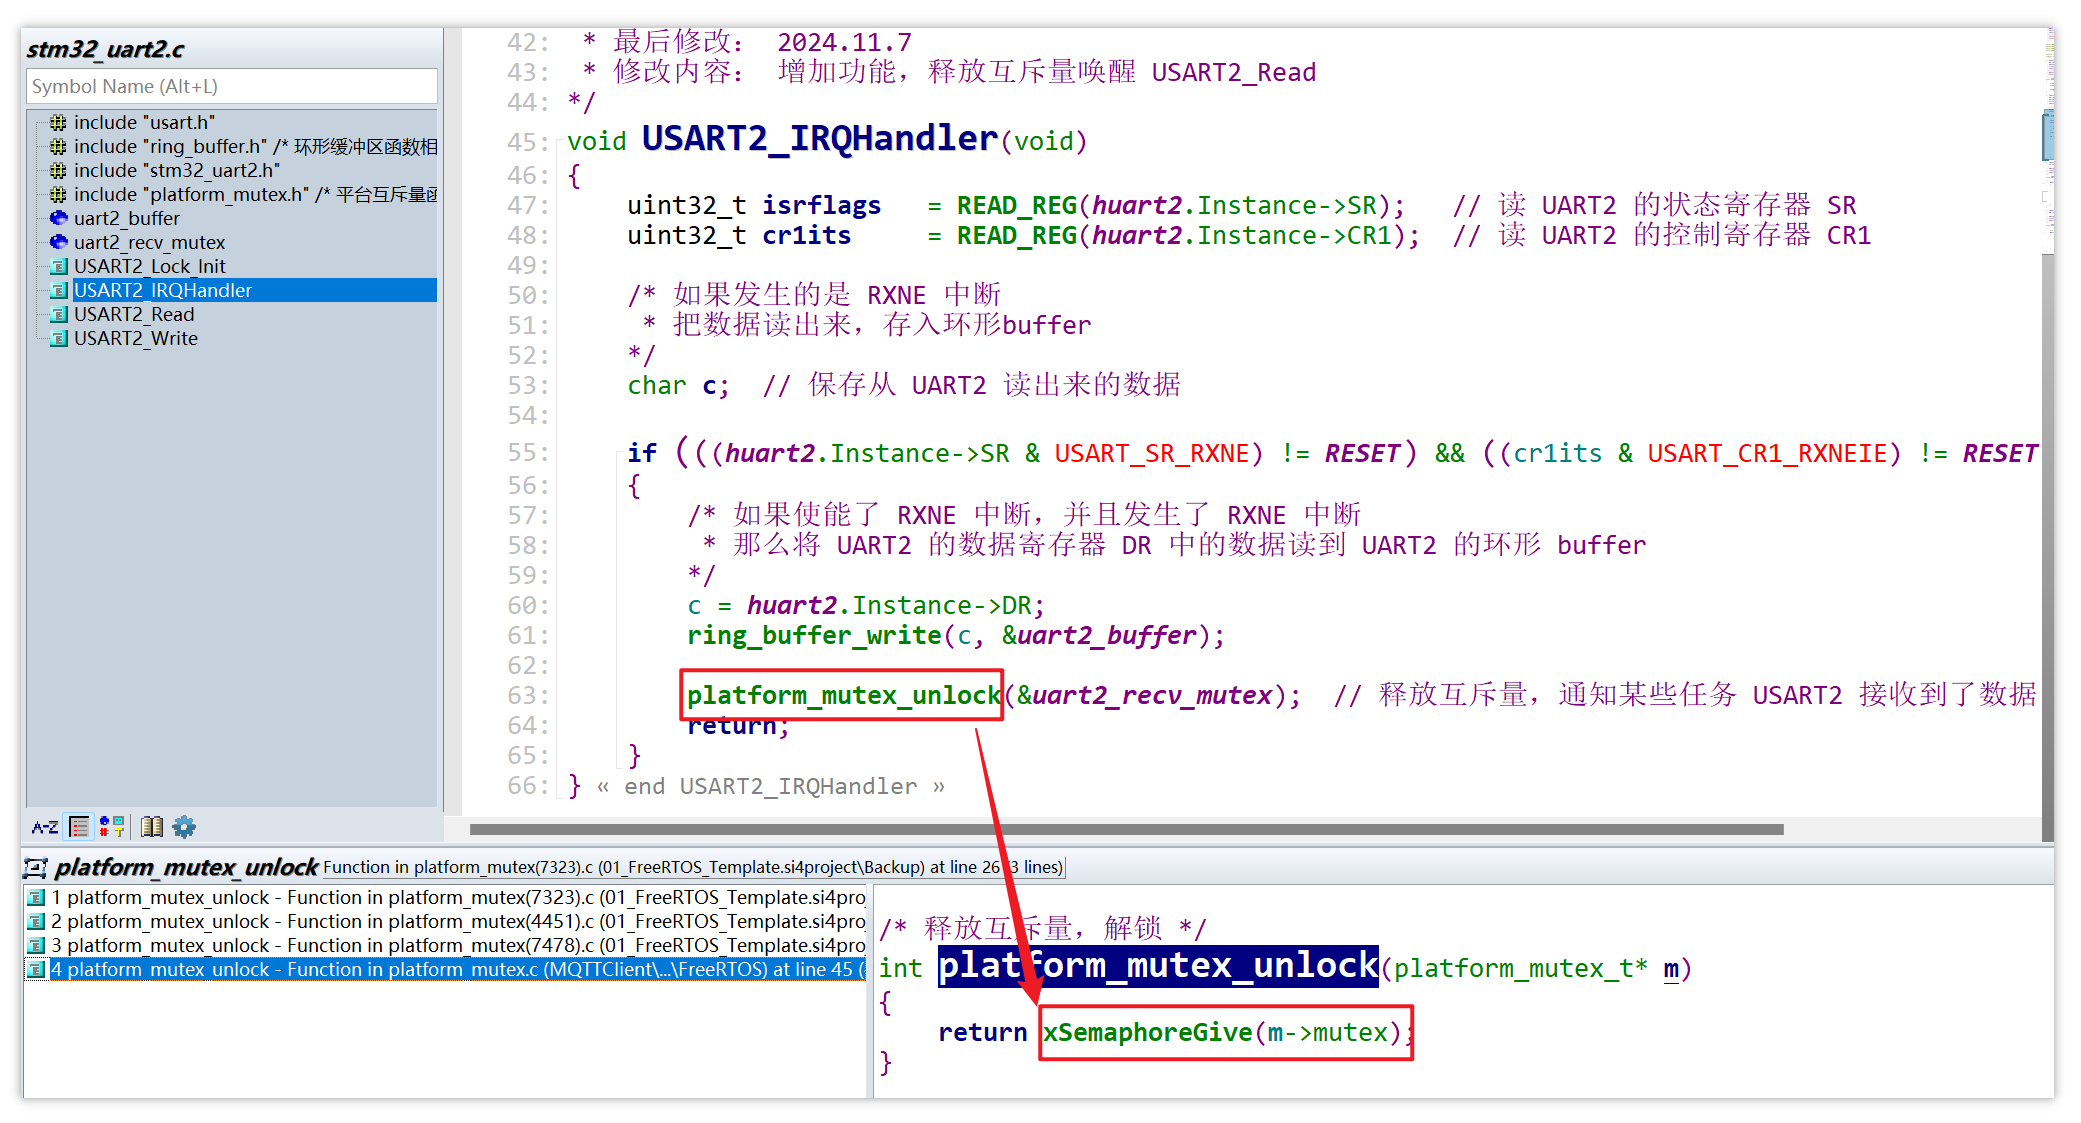 stm32_uart2.c
Symbol Name (Alt+L)
include "usart.h"
include "ring_buffer.h" /* 环形缓冲区函数相
include "stm32_uart2.h"
include "platform_mutex.h" /* 平台互斥量函
uart2_buffer
uart2_recv_mutex
USART2_Lock_Init
USART2_IRQHandler
USART2_Read
USART2_Write
A-Z
42: * 最后修改： 2024.11.7
43: * 修改内容： 增加功能，释放互斥量唤醒 USART2_Read
44: */
45: void USART2_IRQHandler(void)
46: {
47: uint32_t isrflags = READ_REG(huart2.Instance->SR); // 读 UART2 的状态寄存器 SR
48: uint32_t cr1its = READ_REG(huart2.Instance->CR1); // 读 UART2 的控制寄存器 CR1
49:
50: /* 如果发生的是 RXNE 中断
51: * 把数据读出来，存入环形buffer
52: */
53: char c; // 保存从 UART2 读出来的数据
54:
55: if (((huart2.Instance->SR & USART_SR_RXNE) != RESET) && ((cr1its & USART_CR1_RXNEIE) != RESET
56: {
57: /* 如果使能了 RXNE 中断，并且发生了 RXNE 中断
58: * 那么将 UART2 的数据寄存器 DR 中的数据读到 UART2 的环形 buffer
59: */
60: c = huart2.Instance->DR;
61: ring_buffer_write(c, &uart2_buffer);
62:
63: platform_mutex_unlock(&uart2_recv_mutex); // 释放互斥量，通知某些任务 USART2 接收到了数据
64: return;
65: }
66: } « end USART2_IRQHandler »
platform_mutex_unlock Function in platform_mutex(7323).c (01_FreeRTOS_Template.si4project\Backup) at line 26 (3 lines)
1 platform_mutex_unlock - Function in platform_mutex(7323).c (01_FreeRTOS_Template.si4proj
2 platform_mutex_unlock - Function in platform_mutex(4451).c (01_FreeRTOS_Template.si4proj
3 platform_mutex_unlock - Function in platform_mutex(7478).c (01_FreeRTOS_Template.si4proj
4 platform_mutex_unlock - Function in platform_mutex.c (MQTTClient\...\FreeRTOS) at line 45 (
/* 释放互斥量，解锁 */
int platform_mutex_unlock(platform_mutex_t* m)
{
return xSemaphoreGive(m->mutex);
}